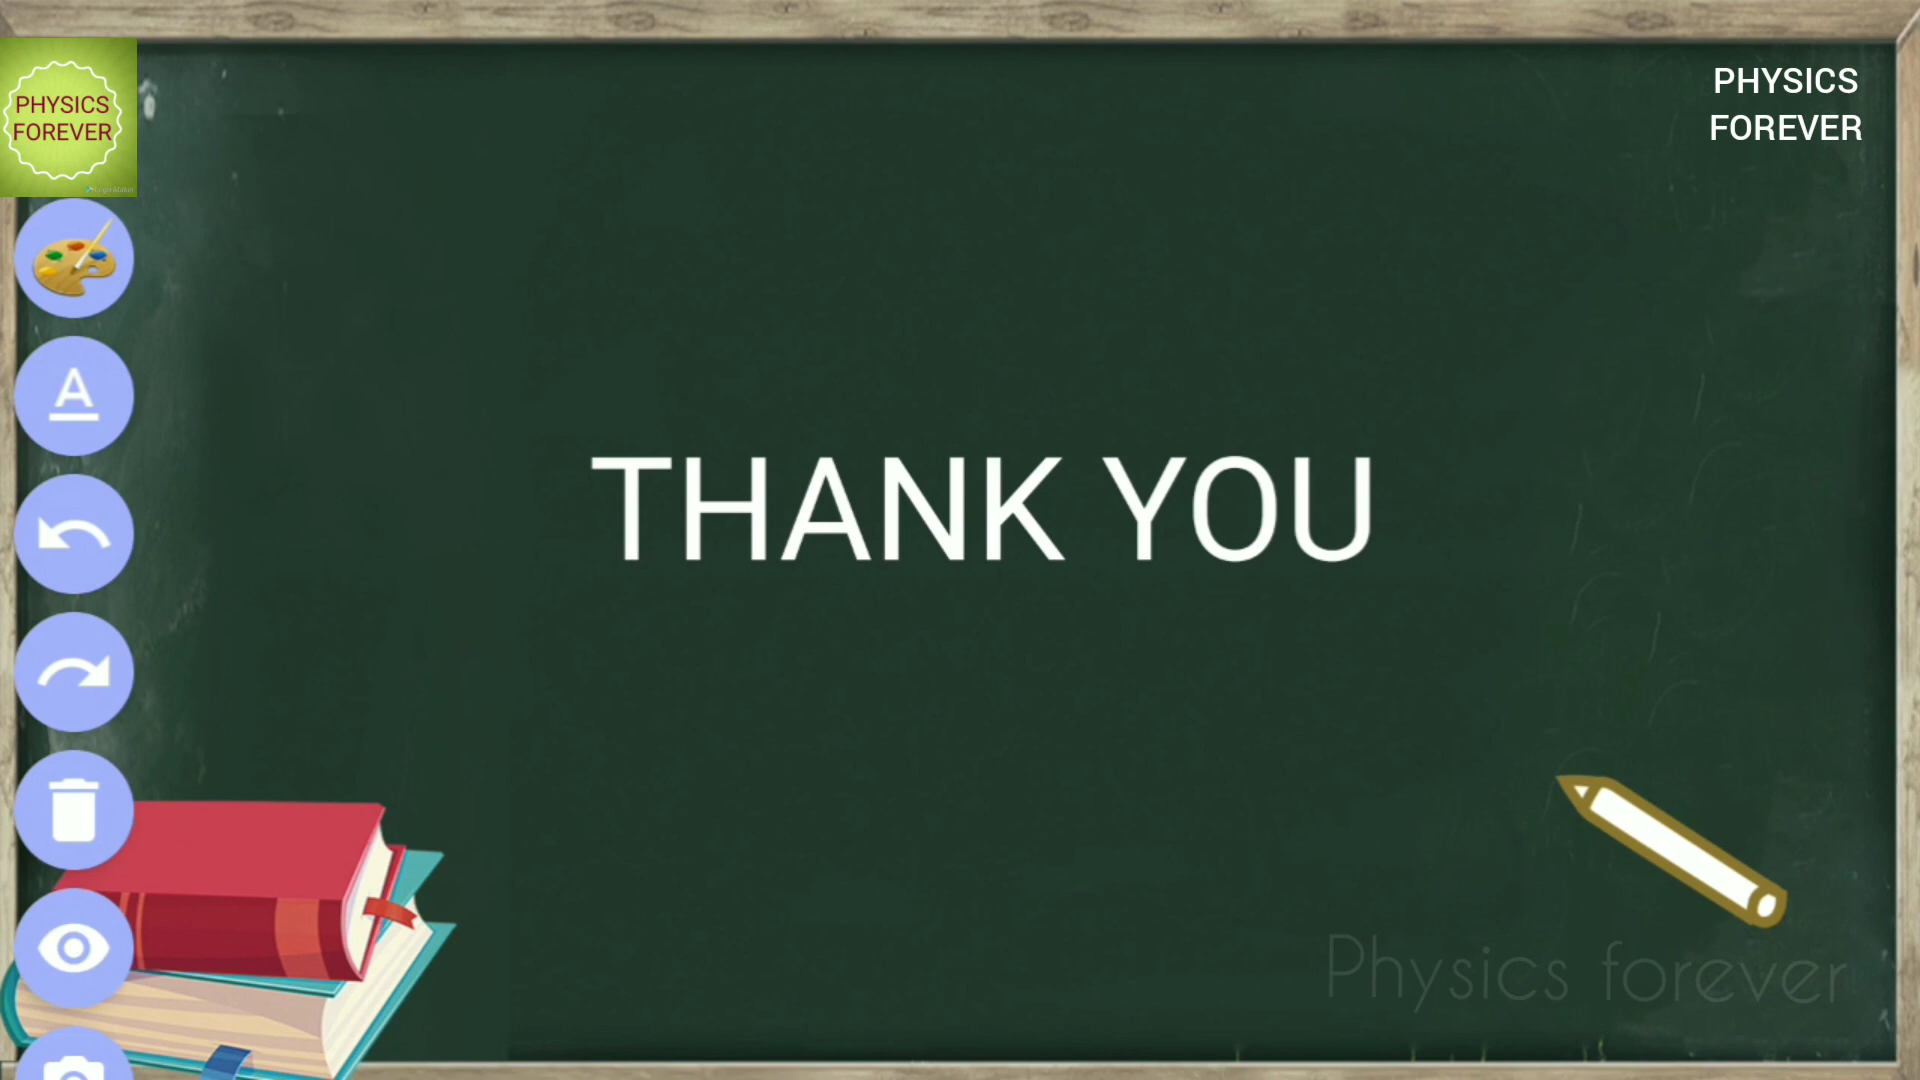 PHYSICS
FOREVER
PHYSICS
FOREVER
A
THANK YOU
Physics forever